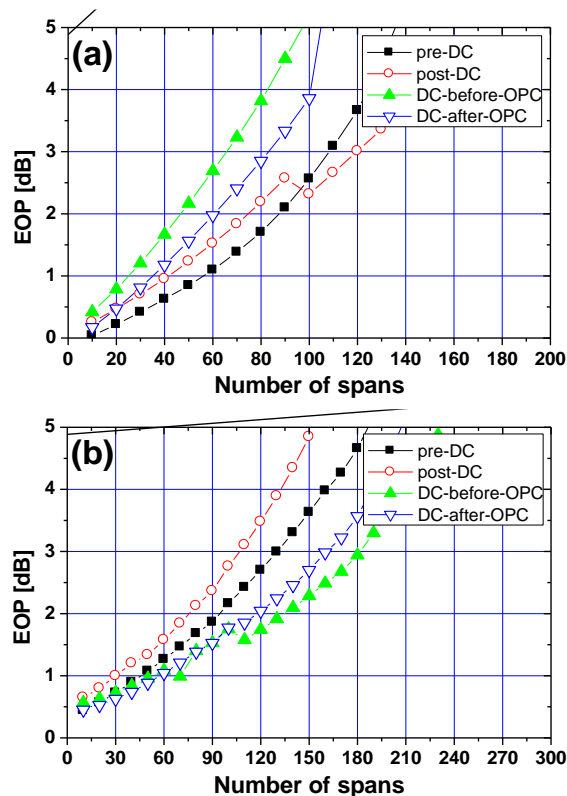 (a)
pre-DC
post-DC
DC-before-OPC
DC-after-OPC
EOP [dB]
5
4
3
2
1
0
0 20 40 60 80 100 120 140 160 180 200
Number of spans
(b)
pre-DC
post-DC
DC-before-OPC
DC-after-OPC
EOP [dB]
5
4
3
2
1
0
0 30 60 90 120 150 180 210 240 270 300
Number of spans